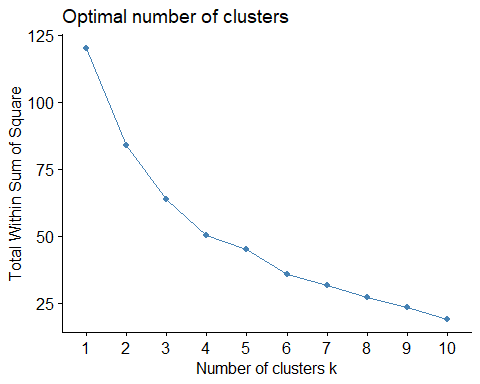 Optimal number of clusters
125
100
75
50
25
Total Within Sum of Square
1 2 3 4 5 6 7 8 9 10
Number of clusters k